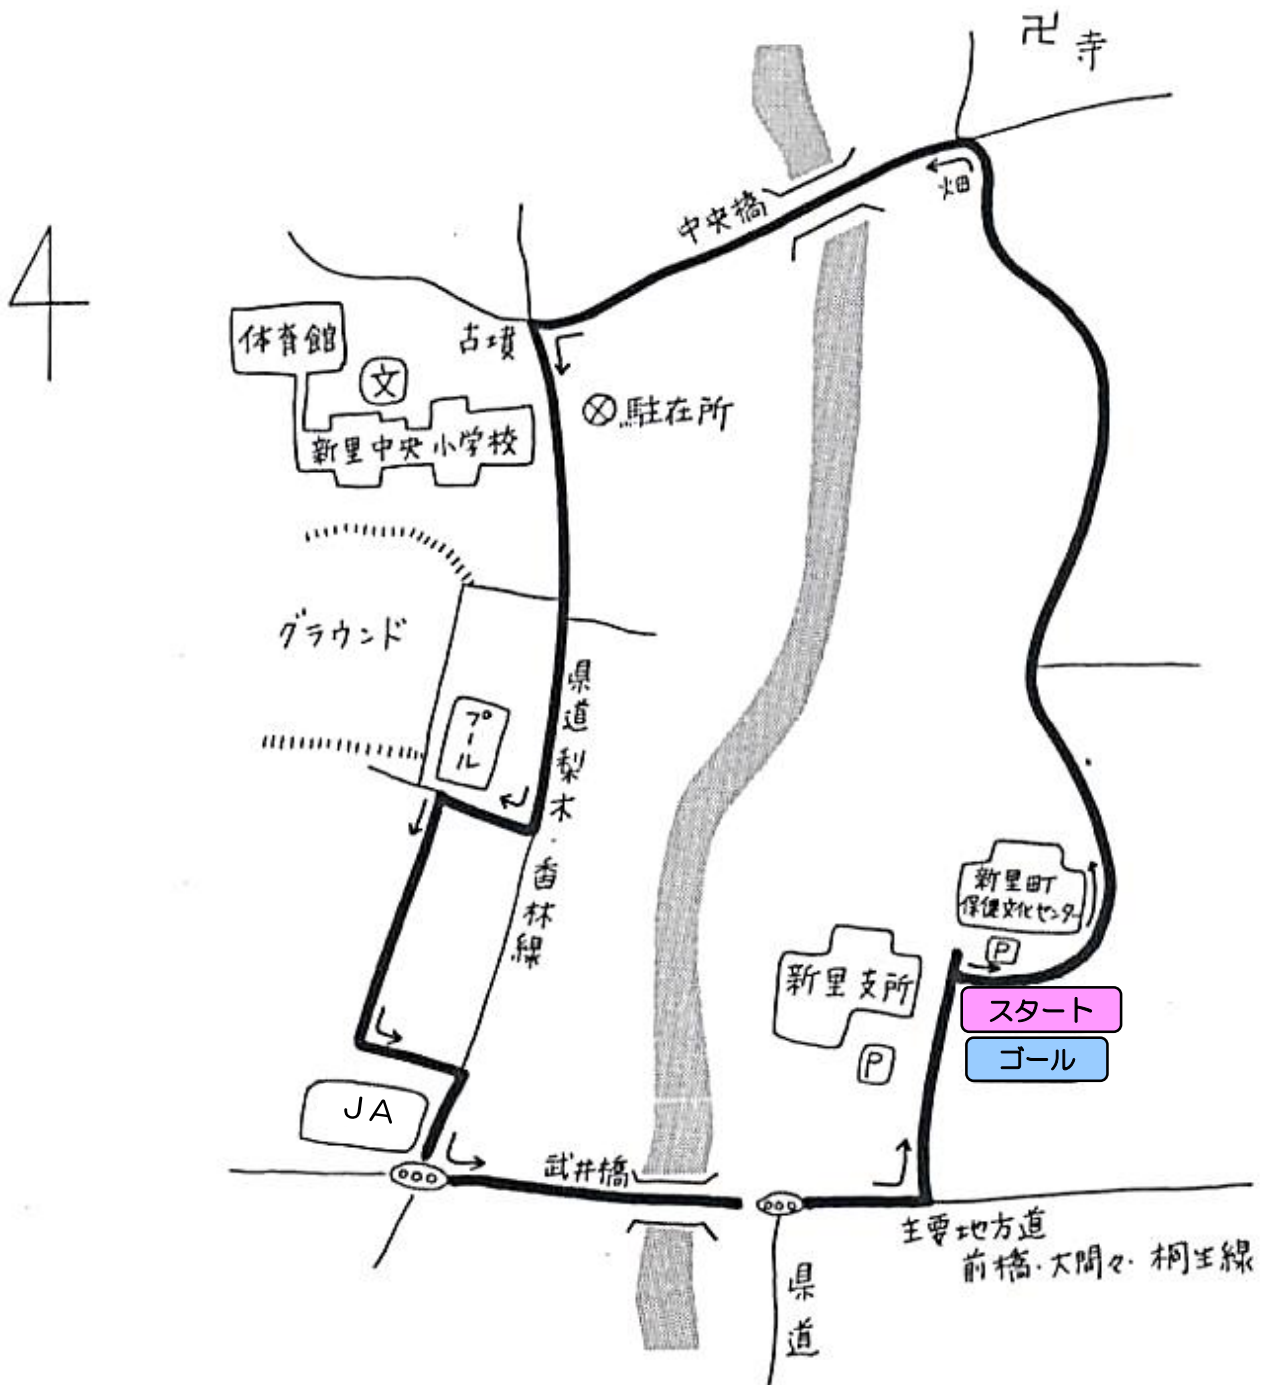 卍 寺
畑
中央橋
体育館
古墳
文
駐在所
新里中央小学校
グラウンド
プール
県道梨木・香林線
新里町
保健文化センター
P
新里支所
スタート
P
ゴール
JA
武井橋
主要地方道
前橋・大間々・桐生線
県道